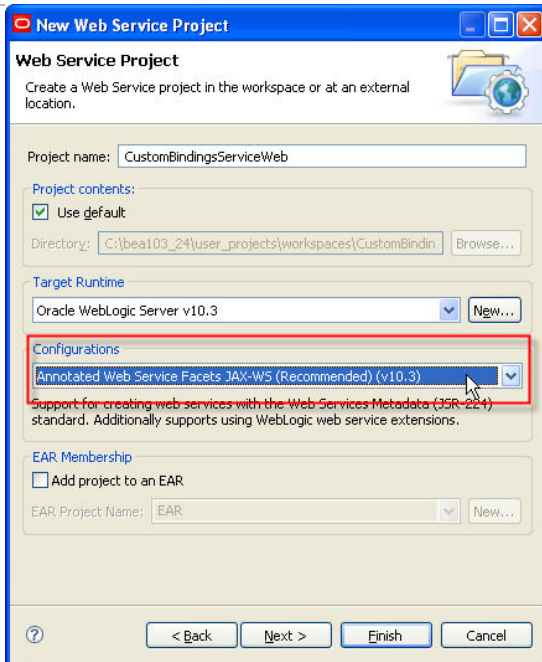 New Web Service Project
Web Service Project
Create a Web Service project in the workspace or at an external
location.
Project name: CustomBindingsServiceWeb
Project contents:
Use default
Directory: C:\bea103_24\user_projects\workspaces\CustomBindin Browse...
Target Runtime
Oracle WebLogic Server v10.3 New...
Configurations
Annotated Web Service Facets JAX-WS (Recommended) (v10.3)
Support for creating web services with the Web Services Metadata (JSR-224)
standard. Additionally supports using WebLogic web service extensions.
EAR Membership
Add project to an EAR
EAR Project Name: EAR New...
? < Back Next > Finish Cancel